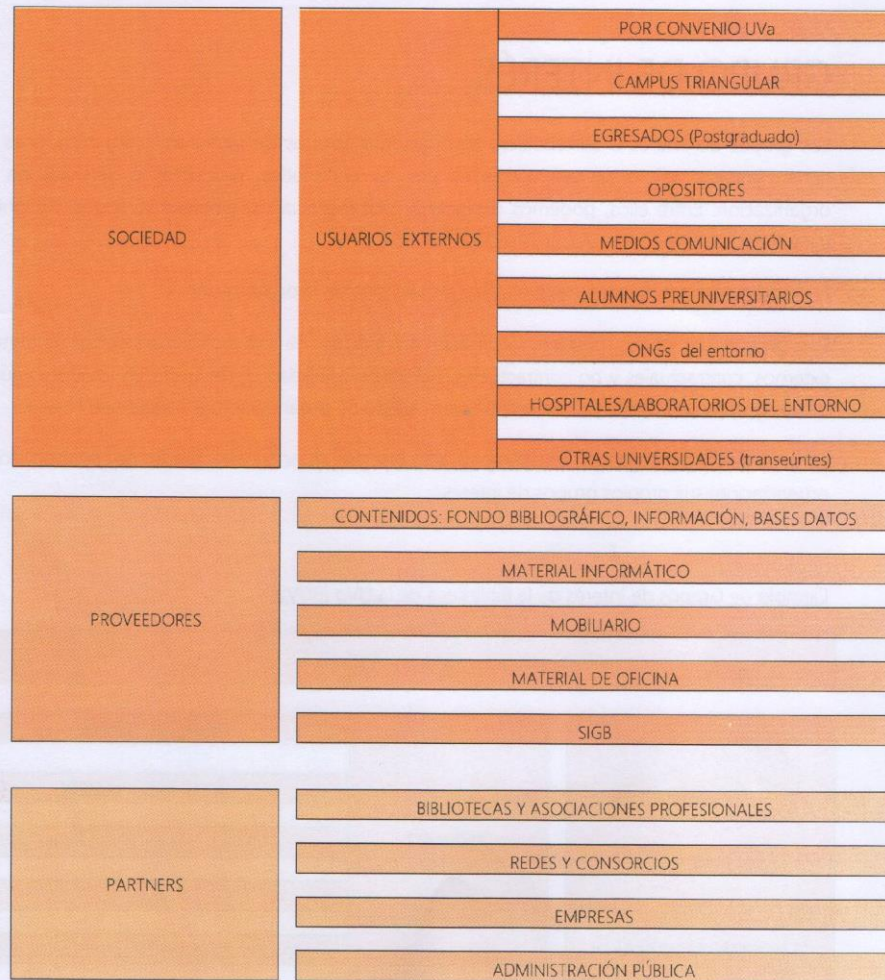 SOCIEDAD
USUARIOS EXTERNOS
POR CONVENIO UVa
CAMPUS TRIANGULAR
EGRESADOS (Postgraduado)
OPOSITORES
MEDIOS COMUNICACIÓN
ALUMNOS PREUNIVERSITARIOS
ONGs del entorno
HOSPITALES/LABORATORIOS DEL ENTORNO
OTRAS UNIVERSIDADES (transeúntes)
PROVEEDORES
CONTENIDOS: FONDO BIBLIOGRÁFICO, INFORMACIÓN, BASES DATOS
MATERIAL INFORMÁTICO
MOBILIARIO
MATERIAL DE OFICINA
SIGB
PARTNERS
BIBLIOTECAS Y ASOCIACIONES PROFESIONALES
REDES Y CONSORCIOS
EMPRESAS
ADMINISTRACIÓN PÚBLICA